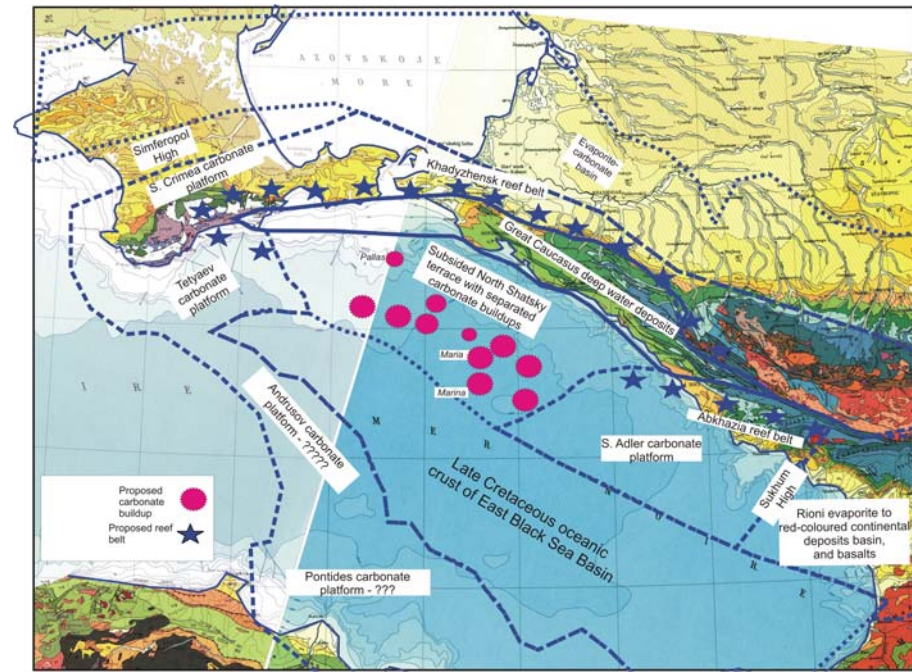 A Z O V S K O J E
M O R E
Simferopol
High
S. Crimea carbonate
platform
Evaporite-
carbonate
basin
Khadyzhensk reef belt
Great Caucasus deep water deposits
Pallas
Subsided North Shatsky
terrace with separated
carbonate buildups
Tetyaev
carbonate
platform
Maria
Marina
I R E
M E R N O I R E
Andrusov carbonate
platform - ?????
Abkhazia reef belt
S. Adler carbonate
platform
Sukhum
High
Late Cretaceous oceanic
crust of East Black Sea Basin
Rioni evaporite to
red-coloured continental
deposits basin,
and basalts
Proposed
carbonate
buildup
Proposed reef
belt
Pontides carbonate
platform - ???